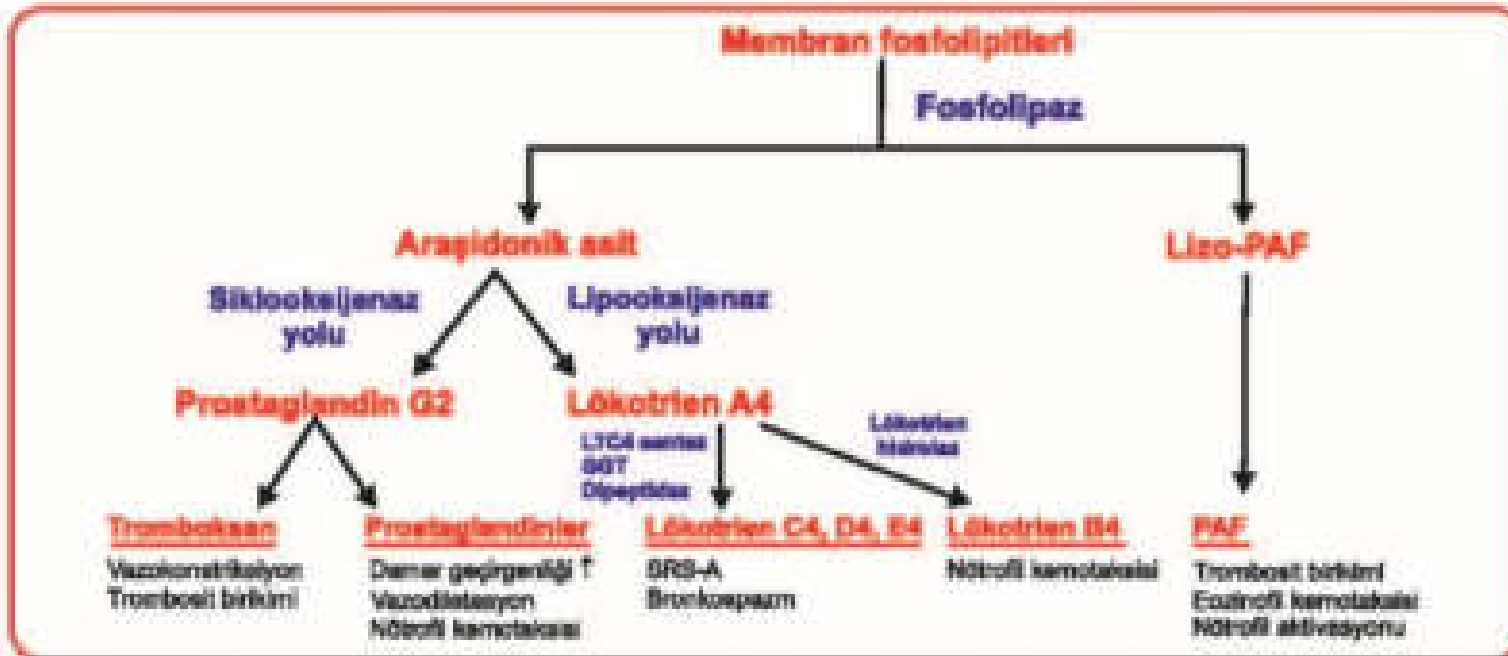 Membran fosfolipitleri
Fosfolipaz
Araşidonik asit
Lizo-PAF
Siklooksijenaz
yolu
Lipooksijenaz
yolu
Prostaglandin G2
Lökotrien A4
LTC4 sentaz
GGT
Dipeptidaz
Lökotrien
hidrolaz
Tromboksan
Vazokonstriksiyon
Trombosit birikimi
Prostaglandinler
Damar geçirgenliği ↑
Vazodilatasyon
Nötrofil kemotaksisi
Lökotrien C4, D4, E4
SRS-A
Bronkospazm
Lökotrien B4
Nötrofil kemotaksisi
PAF
Trombosit birikimi
Eozinofil kemotaksisi
Nötrofil aktivasyonu